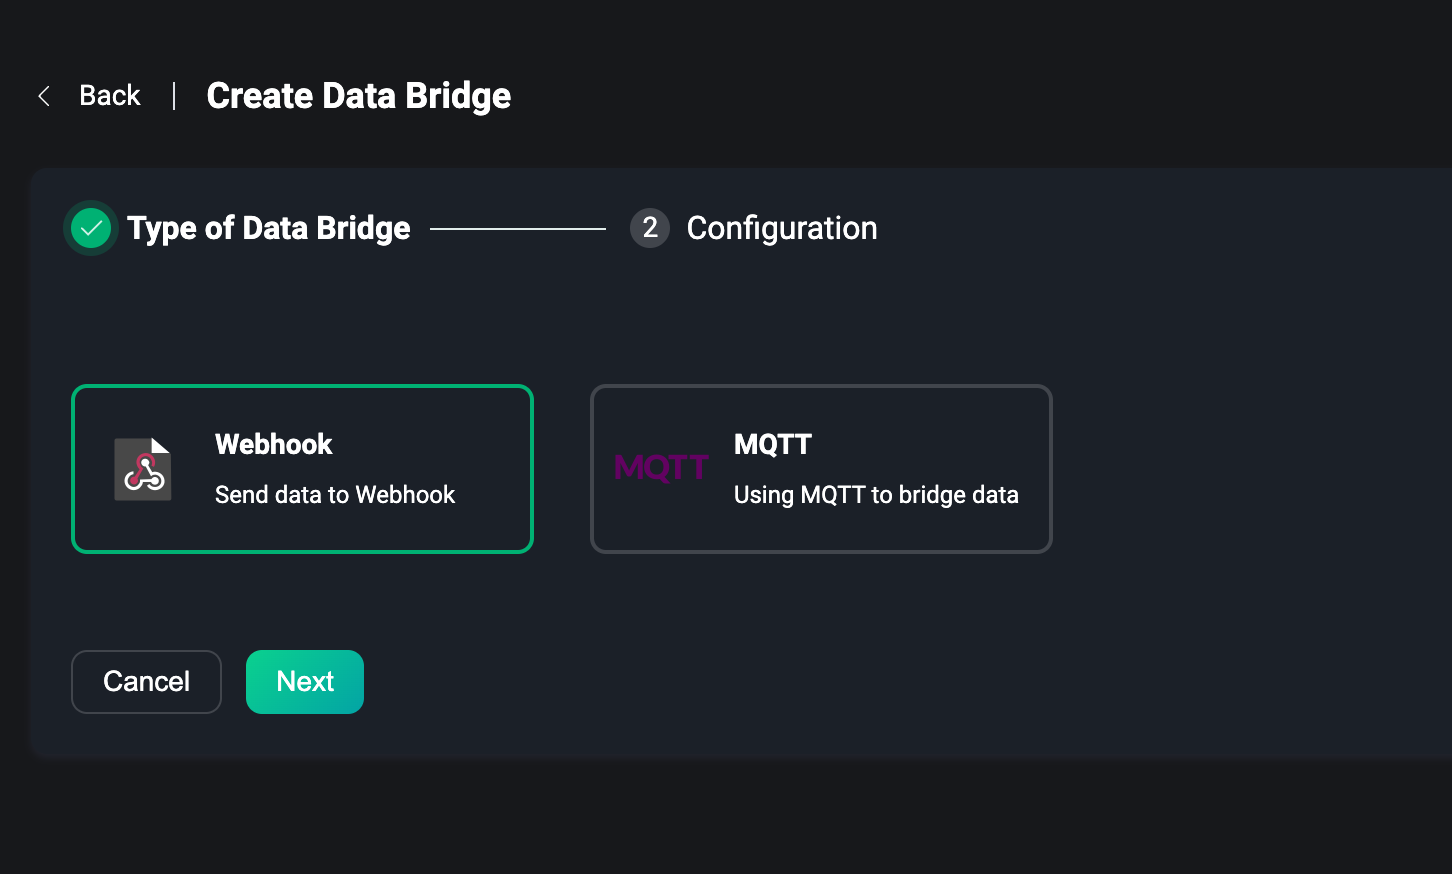 Back | Create Data Bridge
Type of Data Bridge
2 Configuration
Webhook
Send data to Webhook
MQTT
MQTT
Using MQTT to bridge data
Cancel
Next